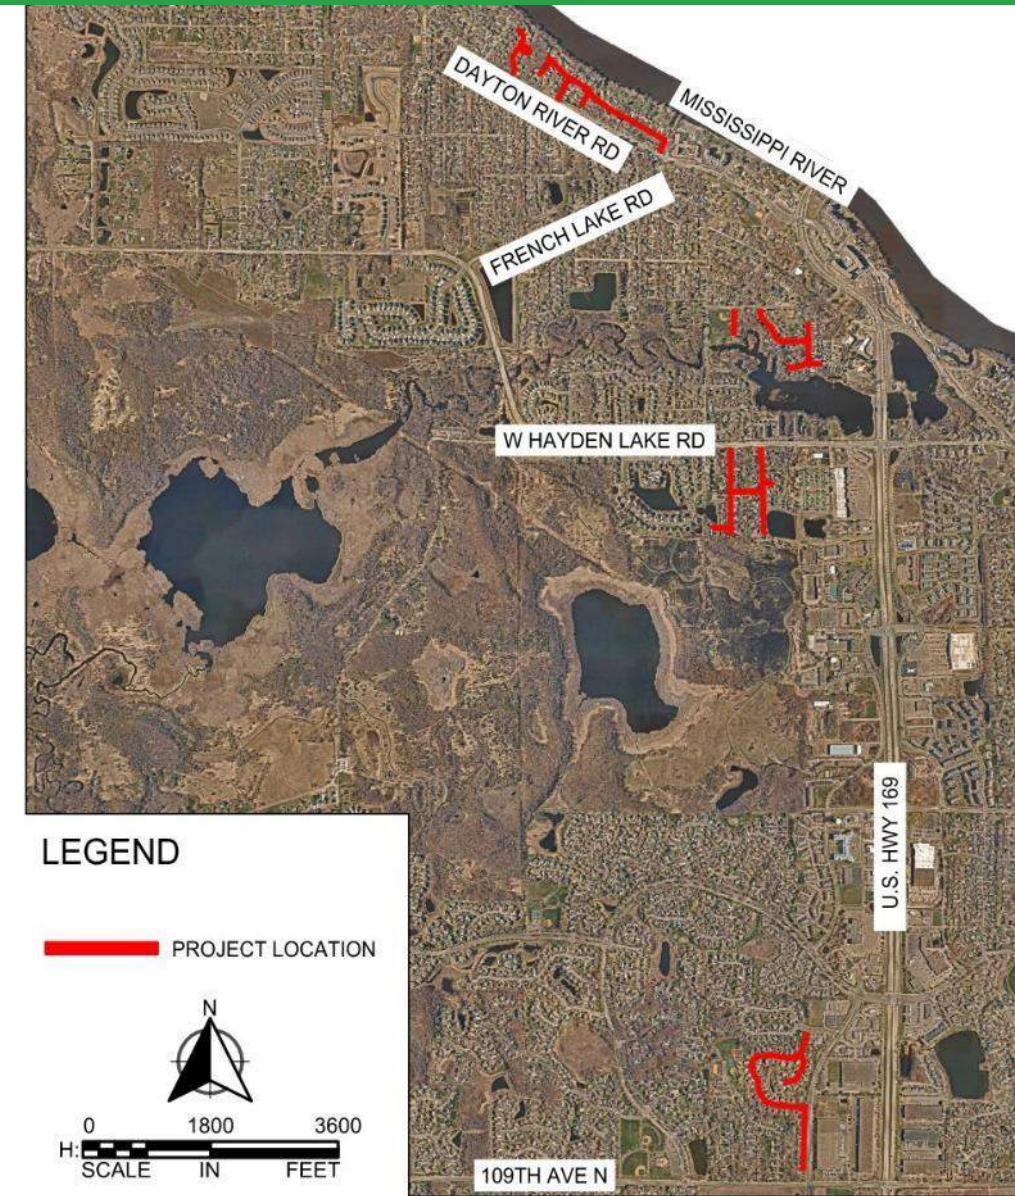 DAYTON RIVER RD
MISSISSIPPI RIVER
FRENCH LAKE RD
W HAYDEN LAKE RD
U.S. HWY 169
LEGEND
PROJECT LOCATION
N
0 1800 3600
H:
SCALE IN FEET
109TH AVE N